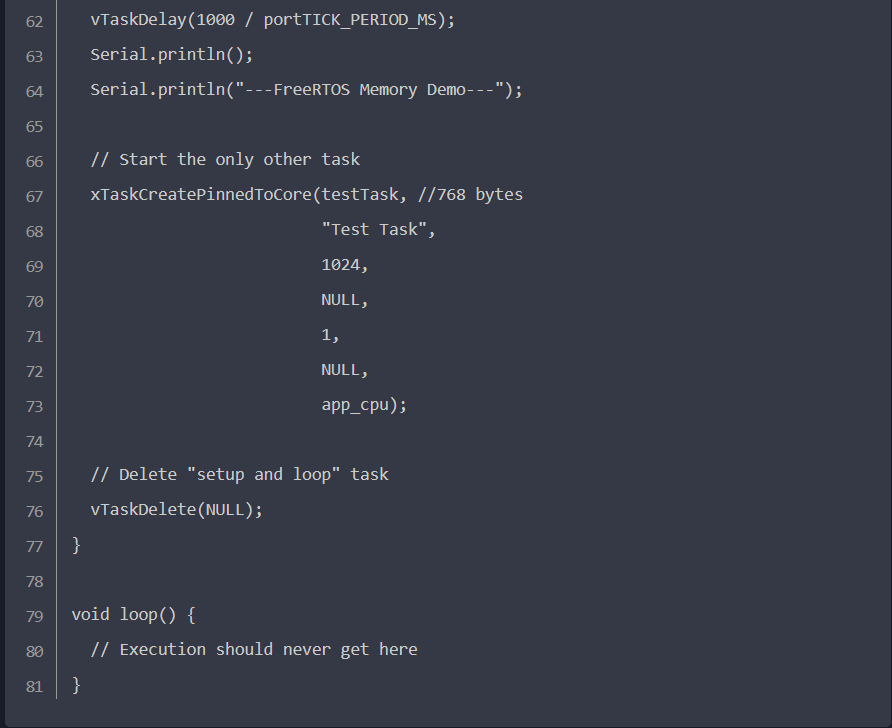 62 vTaskDelay(1000 / portTICK_PERIOD_MS);
63 Serial.println();
64 Serial.println("---FreeRTOS Memory Demo---");
65
66 // Start the only other task
67 xTaskCreatePinnedToCore(testTask, //768 bytes
68 "Test Task",
69 1024,
70 NULL,
71 1,
72 NULL,
73 app_cpu);
74
75 // Delete "setup and loop" task
76 vTaskDelete(NULL);
77 }
78
79 void loop() {
80 // Execution should never get here
81 }